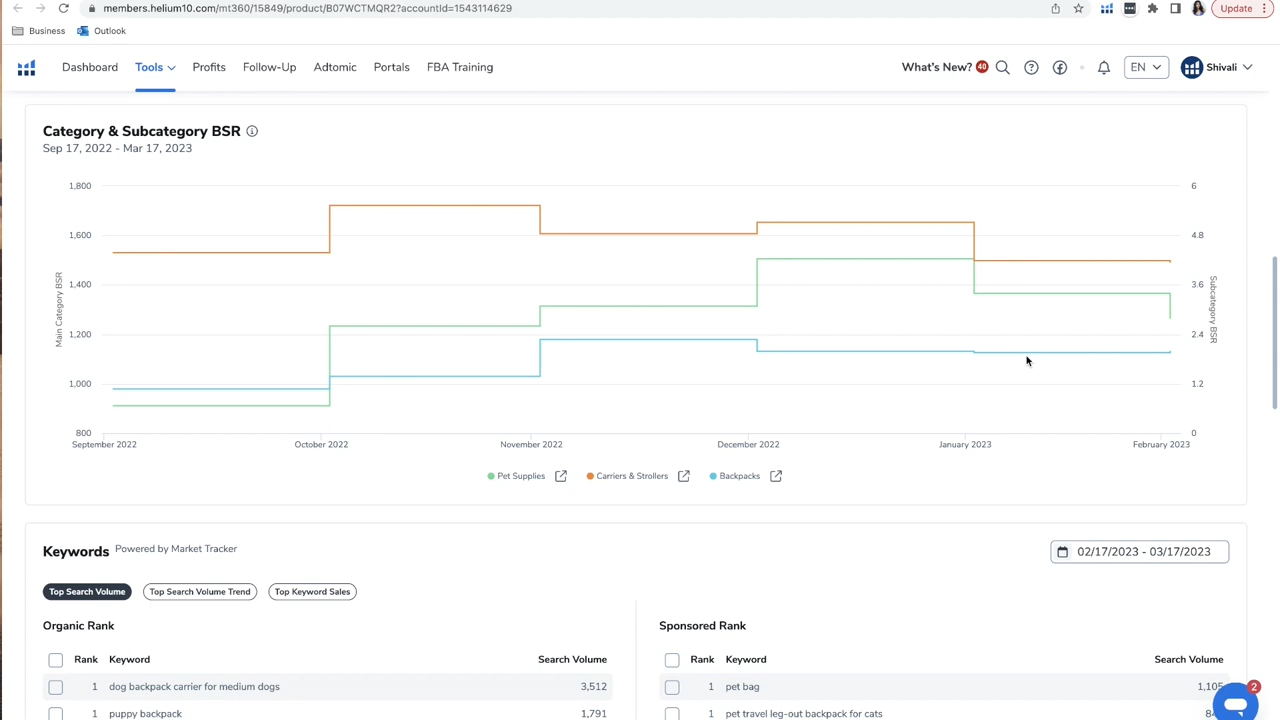 members.helium10.com/mt360/15849/product/B07WCTMQR2?accountId=1543114629
Update
Business Outlook
Dashboard Tools Profits Follow-Up Adtomic Portals FBA Training What's New? 40 EN Shivali
Category & Subcategory BSR
Sep 17, 2022 - Mar 17, 2023
1,800 6
1,600 4.8
1,400 3.6
1,200 2.4
1,000 1.2
800 0
Main Category BSR
Subcategory BSR
September 2022 October 2022 November 2022 December 2022 January 2023 February 2023
Pet Supplies Carriers & Strollers Backpacks
Keywords Powered by Market Tracker 02/17/2023 - 03/17/2023
Top Search Volume Top Search Volume Trend Top Keyword Sales
Organic Rank
Rank Keyword Search Volume
1 dog backpack carrier for medium dogs 3,512
1 puppy backpack 1,791
Sponsored Rank
Rank Keyword Search Volume
1 pet bag 1,105
1 pet travel leg-out backpack for cats
2